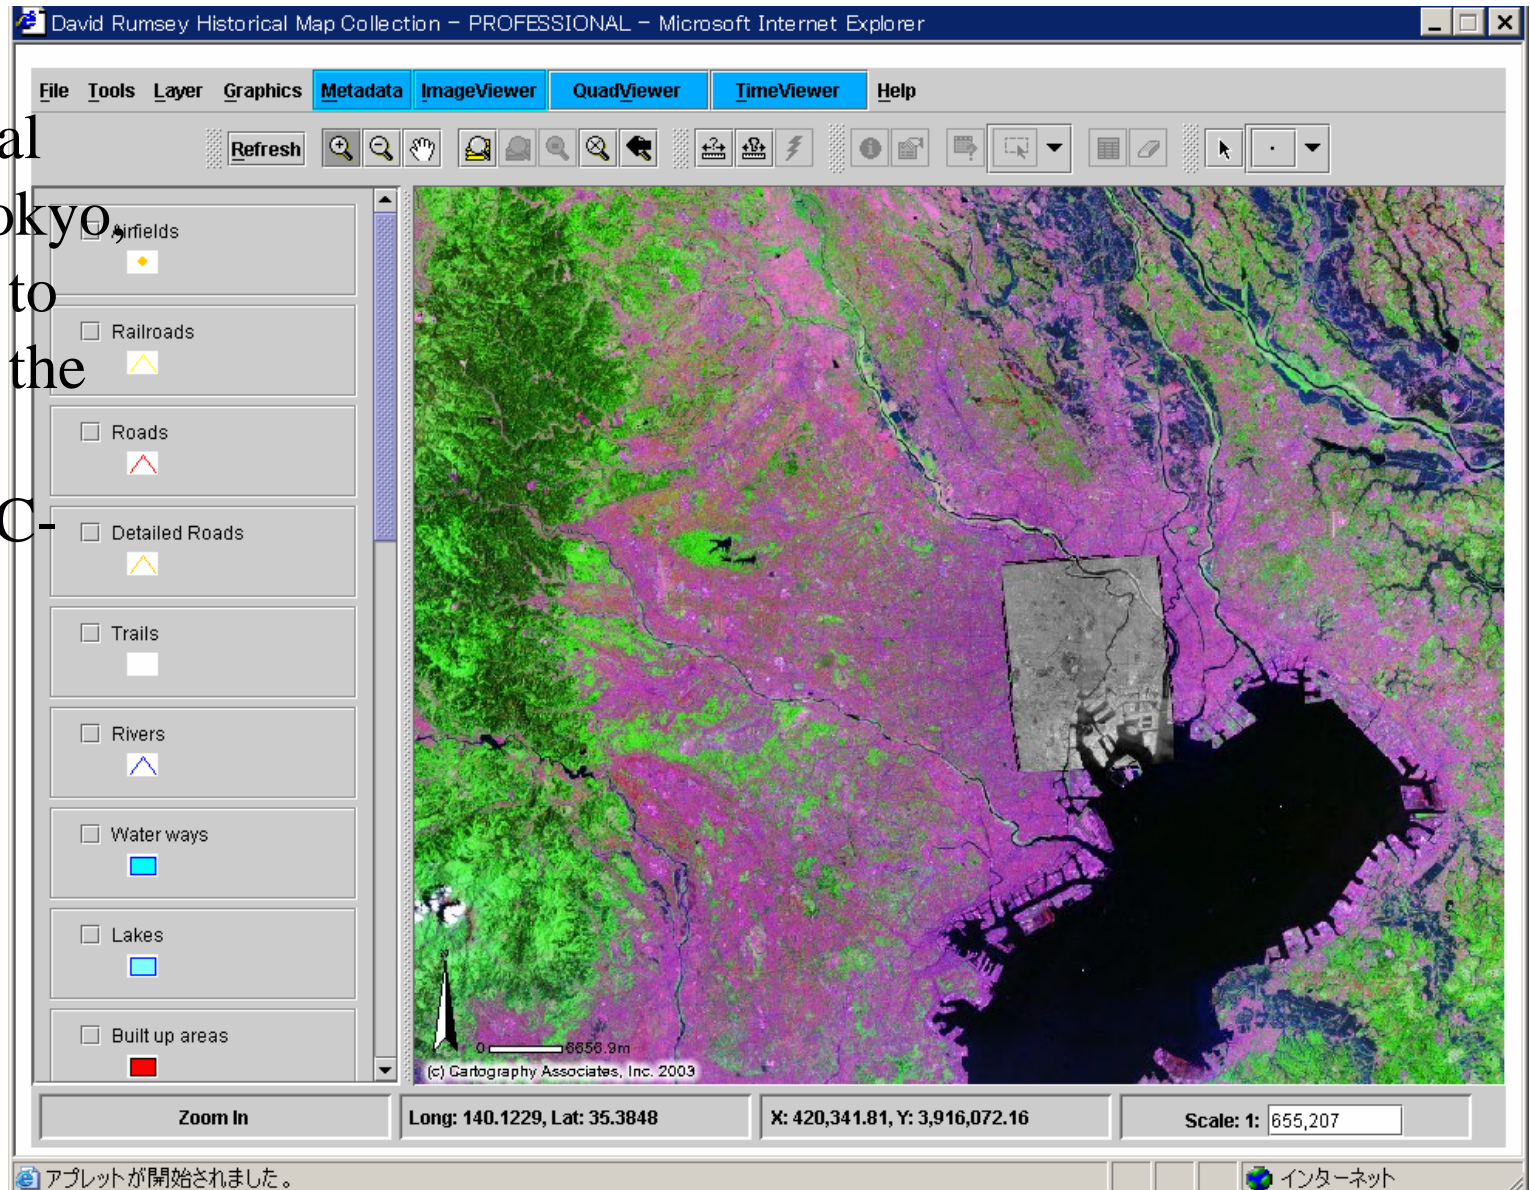 David Rumsey Historical Map Collection - PROFESSIONAL - Microsoft Internet Explorer
File Tools Layer Graphics Metadata ImageViewer QuadViewer TimeViewer Help
al
Refresh
okyo,
Airfields
to
Railroads
the
Roads
C-
Detailed Roads
Trails
Rivers
Water ways
Lakes
Built up areas
0 6656.9m
(c) Cartography Associates, Inc. 2003
Zoom In Long: 140.1229, Lat: 35.3848 X: 420,341.81, Y: 3,916,072.16 Scale: 1: 655,207
アプレットが開始されました。 インターネット